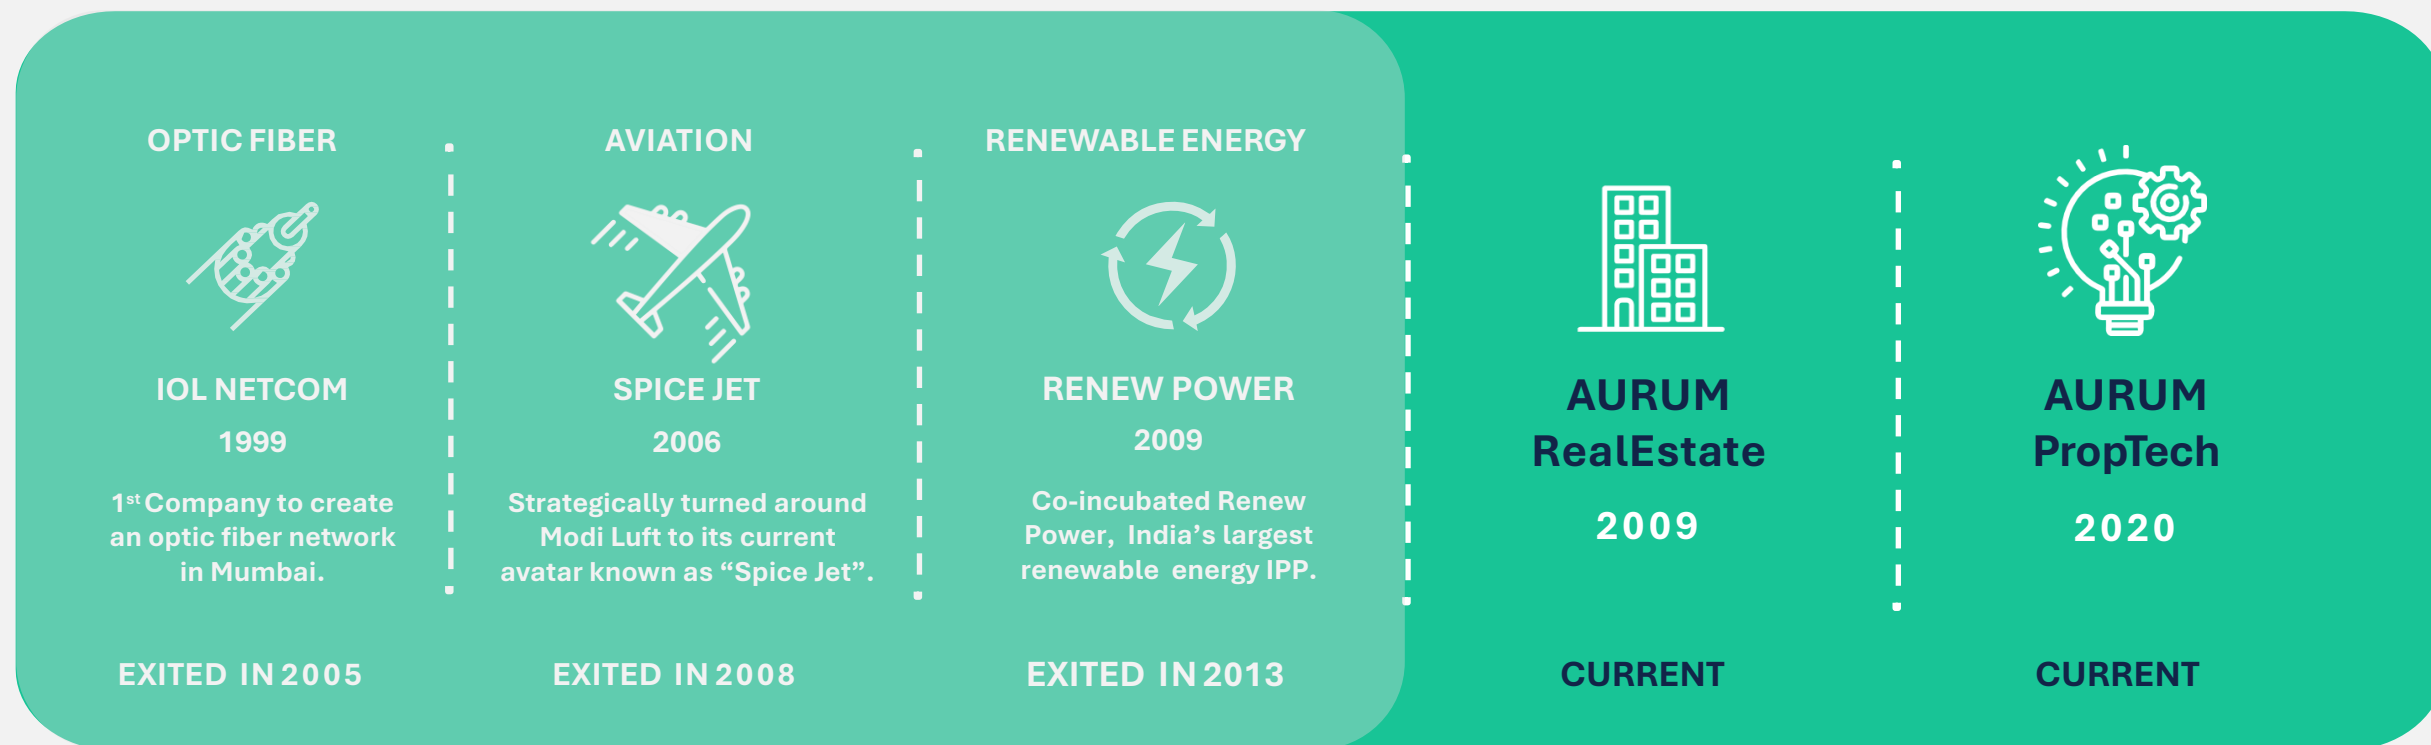 OPTIC FIBER
IOL NETCOM
1999
1st Company to create
an optic fiber network
in Mumbai.
EXITED IN 2005
AVIATION
SPICE JET
2006
Strategically turned around
Modi Luft to its current
avatar known as “Spice Jet”.
EXITED IN 2008
RENEWABLE ENERGY
RENEW POWER
2009
Co-incubated Renew
Power, India’s largest
renewable energy IPP.
EXITED IN 2013
AURUM
RealEstate
2009
CURRENT
AURUM
PropTech
2020
CURRENT